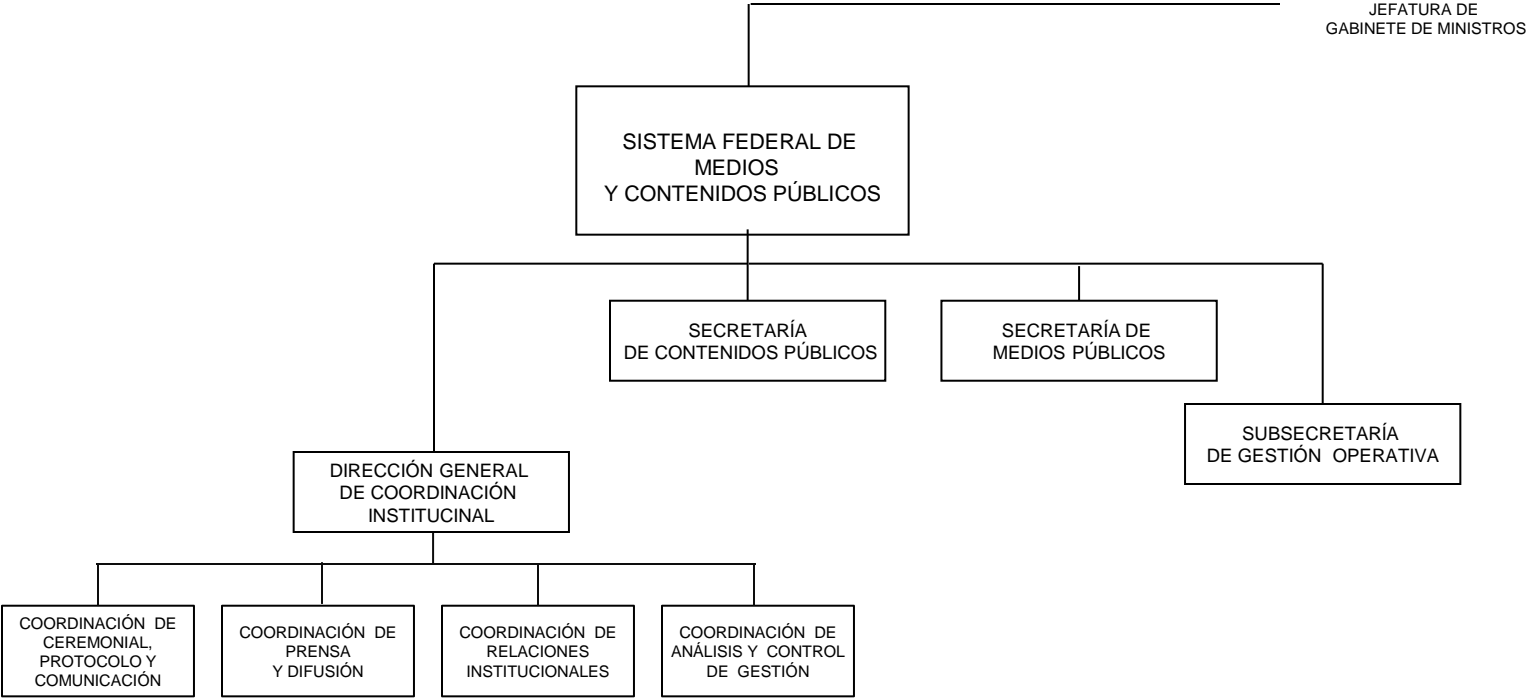 JEFATURA DE
GABINETE DE MINISTROS
SISTEMA FEDERAL DE
MEDIOS
Y CONTENIDOS PÚBLICOS
SECRETARÍA
DE CONTENIDOS PÚBLICOS
SECRETARÍA DE
MEDIOS PÚBLICOS
SUBSECRETARÍA
DE GESTIÓN OPERATIVA
DIRECCIÓN GENERAL
DE COORDINACIÓN
INSTITUCINAL
COORDINACIÓN DE
CEREMONIAL,
PROTOCOLO Y
COMUNICACIÓN
COORDINACIÓN DE
PRENSA
Y DIFUSIÓN
COORDINACIÓN DE
RELACIONES
INSTITUCIONALES
COORDINACIÓN DE
ANÁLISIS Y CONTROL
DE GESTIÓN